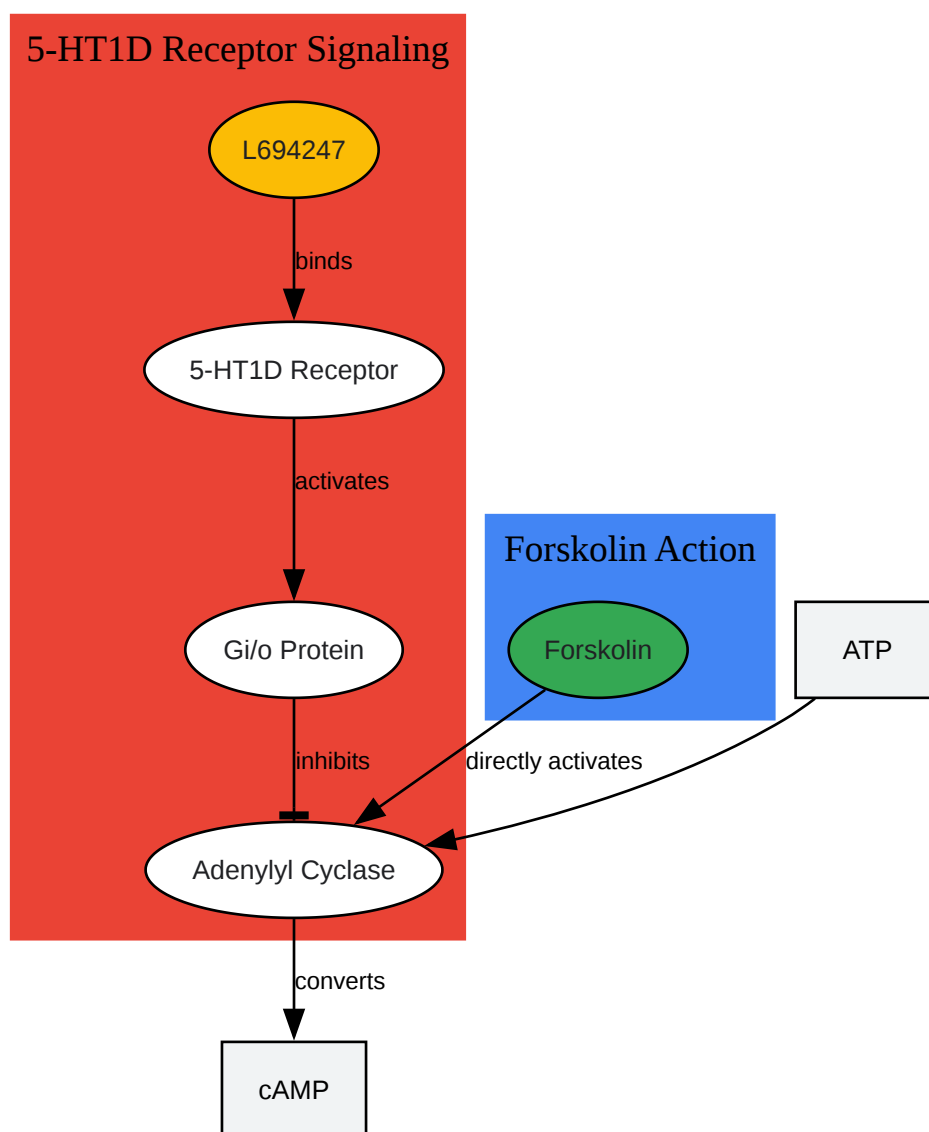 5-HT1D Receptor Signaling
L694247
binds
5-HT1D Receptor
activates
Forskolin Action
Gi/o Protein
Forskolin
ATP
inhibits
directly activates
Adenylyl Cyclase
converts
cAMP